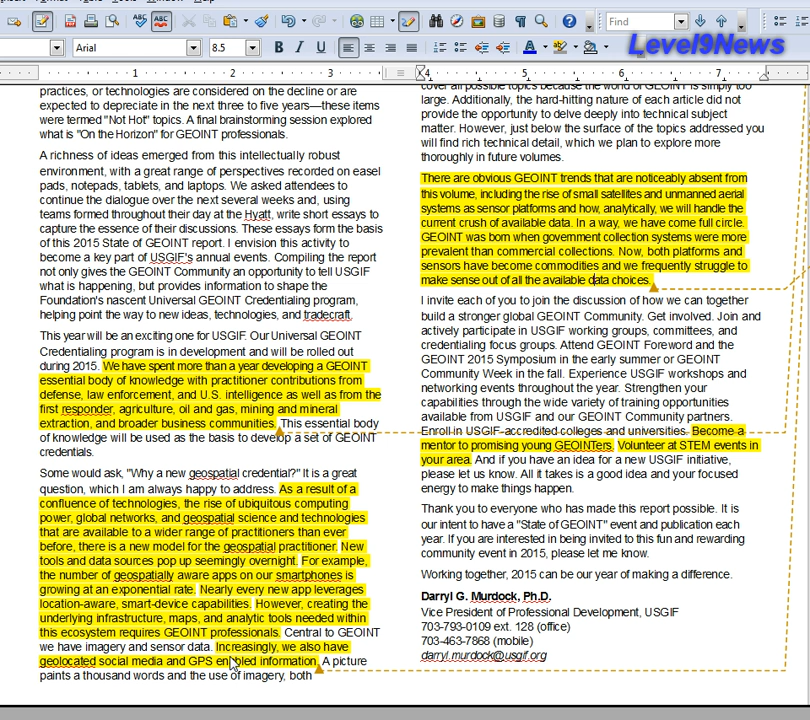 Arial
8.5
Find
Level9News
1
2
3
4
5
6
7
practices, or technologies are considered on the decline or are
expected to depreciate in the next three to five years—these items
were termed "Not Hot" topics. A final brainstorming session explored
what is "On the Horizon" for GEOINT professionals.
A richness of ideas emerged from this intellectually robust
environment, with a great range of perspectives recorded on easel
pads, notepads, tablets, and laptops. We asked attendees to
continue the dialogue over the next several weeks and, using
teams formed throughout their day at the Hyatt, write short essays to
capture the essence of their discussions. These essays form the basis
of this 2015 State of GEOINT report. I envision this activity to
become a key part of USGIF's annual events. Compiling the report
not only gives the GEOINT Community an opportunity to tell USGIF
what is happening, but provides information to shape the
Foundation's nascent Universal GEOINT Credentialing program,
helping point the way to new ideas, technologies, and tradecraft.
This year will be an exciting one for USGIF. Our Universal GEOINT
Credentialing program is in development and will be rolled out
during 2015. We have spent more than a year developing a GEOINT
essential body of knowledge with practitioner contributions from
defense, law enforcement, and U.S. intelligence as well as from the
first responder, agriculture, oil and gas, mining and mineral
extraction, and broader business communities. This essential body
of knowledge will be used as the basis to develop a set of GEOINT
credentials.
Some would ask, "Why a new geospatial credential?" It is a great
question, which I am always happy to address. As a result of a
confluence of technologies, the rise of ubiquitous computing
power, global networks, and geospatial science and technologies
that are available to a wider range of practitioners than ever
before, there is a new model for the geospatial practitioner. New
tools and data sources pop up seemingly overnight. For example,
the number of geospatially aware apps on our smartphones is
growing at an exponential rate. Nearly every new app leverages
location-aware, smart-device capabilities. However, creating the
underlying infrastructure, maps, and analytic tools needed within
this ecosystem requires GEOINT professionals. Central to GEOINT
we have imagery and sensor data. Increasingly, we also have
geolocated social media and GPS enabled information. A picture
paints a thousand words and the use of imagery, both
cover all possible topics because the world of GEOINT is simply too
large. Additionally, the hard-hitting nature of each article did not
provide the opportunity to delve deeply into technical subject
matter. However, just below the surface of the topics addressed you
will find rich technical detail, which we plan to explore more
thoroughly in future volumes.
There are obvious GEOINT trends that are noticeably absent from
this volume, including the rise of small satellites and unmanned aerial
systems as sensor platforms and how, analytically, we will handle the
current crush of available data. In a way, we have come full circle.
GEOINT was born when government collection systems were more
prevalent than commercial collections. Now, both platforms and
sensors have become commodities and we frequently struggle to
make sense out of all the available data choices.
I invite each of you to join the discussion of how we can together
build a stronger global GEOINT Community. Get involved. Join and
actively participate in USGIF working groups, committees, and
credentialing focus groups. Attend GEOINT Foreword and the
GEOINT 2015 Symposium in the early summer or GEOINT
Community Week in the fall. Experience USGIF workshops and
networking events throughout the year. Strengthen your
capabilities through the wide variety of training opportunities
available from USGIF and our GEOINT Community partners.
Enroll in USGIF-accredited colleges and universities. Become a
mentor to promising young GEOINTers. Volunteer at STEM events in
your area. And if you have an idea for a new USGIF initiative,
please let us know. All it takes is a good idea and your focused
energy to make things happen.
Thank you to everyone who has made this report possible. It is
our intent to have a "State of GEOINT" event and publication each
year. If you are interested in being invited to this fun and rewarding
community event in 2015, please let me know.
Working together, 2015 can be our year of making a difference.
Darryl G. Murdock, Ph.D.
Vice President of Professional Development, USGIF
703-793-0109 ext. 128 (office)
703-463-7868 (mobile)
darryl.murdock@usgif.org